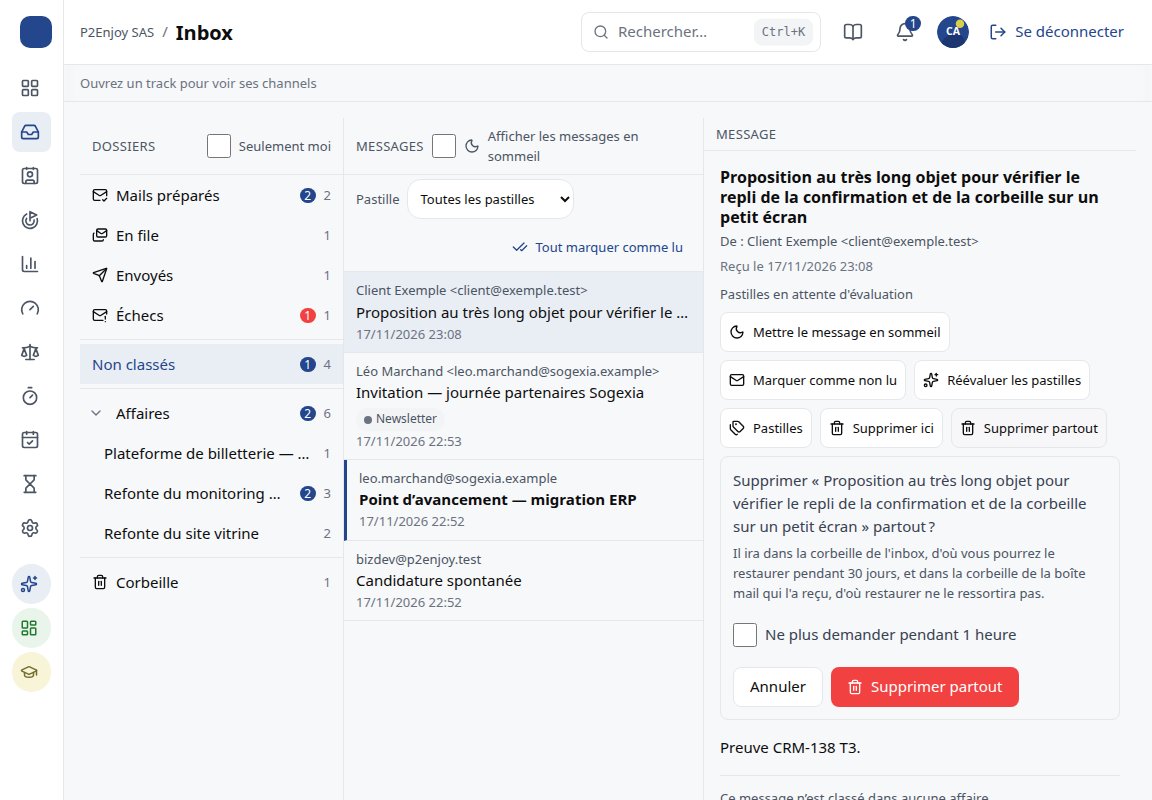 P2Enjoy SAS / Inbox
Rechercher... Ctrl+K
1
CA
Se déconnecter
Ouvrez un track pour voir ses channels
DOSSIERS
Seulement moi
Mails préparés 2 2
En file 1
Envoyés 1
Échecs 1 1
Non classés 1 4
Affaires 2 6
Plateforme de billetterie — ... 1
Refonte du monitoring ... 2 3
Refonte du site vitrine 2
Corbeille 1
MESSAGES
Afficher les messages en
sommeil
Pastille Toutes les pastilles
Tout marquer comme lu
Client Exemple <client@exemple.test>
Proposition au très long objet pour vérifier le ...
17/11/2026 23:08
Léo Marchand <leo.marchand@sogexia.example>
Invitation — journée partenaires Sogexia
Newsletter
17/11/2026 22:53
leo.marchand@sogexia.example
Point d’avancement — migration ERP
17/11/2026 22:52
bizdev@p2enjoy.test
Candidature spontanée
17/11/2026 22:52
MESSAGE
Proposition au très long objet pour vérifier le
repli de la confirmation et de la corbeille sur un
petit écran
De : Client Exemple <client@exemple.test>
Reçu le 17/11/2026 23:08
Pastilles en attente d'évaluation
Mettre le message en sommeil
Marquer comme non lu
Réévaluer les pastilles
Pastilles
Supprimer ici
Supprimer partout
Supprimer « Proposition au très long objet pour
vérifier le repli de la confirmation et de la corbeille
sur un petit écran » partout ?
Il ira dans la corbeille de l'inbox, d'où vous pourrez le
restaurer pendant 30 jours, et dans la corbeille de la boîte
mail qui l'a reçu, d'où restaurer ne le ressortira pas.
Ne plus demander pendant 1 heure
Annuler
Supprimer partout
Preuve CRM-138 T3.
Ce message n’est classé dans aucune affaire